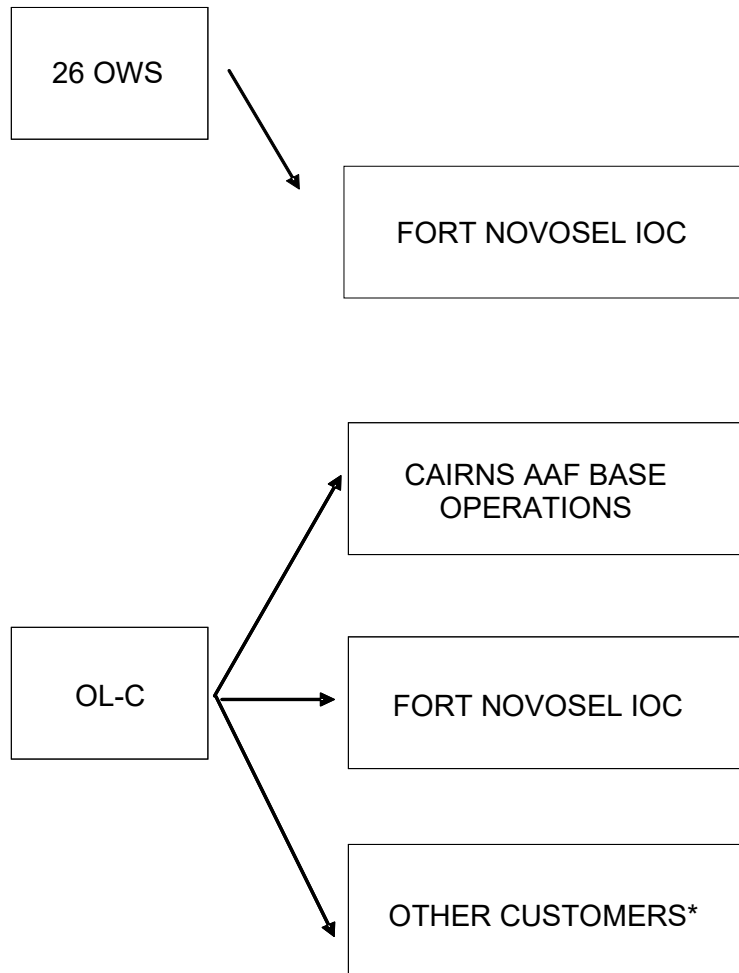 26 OWS
FORT NOVOSEL IOC
CAIRNS AAF BASE
OPERATIONS
OL-C
FORT NOVOSEL IOC
OTHER CUSTOMERS*